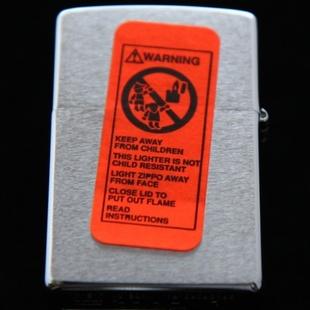 WARNING
KEEP AWAY
FROM CHILDREN
THIS LIGHTER IS NOT
CHILD RESISTANT
LIGHT ZIPPO AWAY
FROM FACE
CLOSE LID TO
PUT OUT FLAME
READ
INSTRUCTIONS